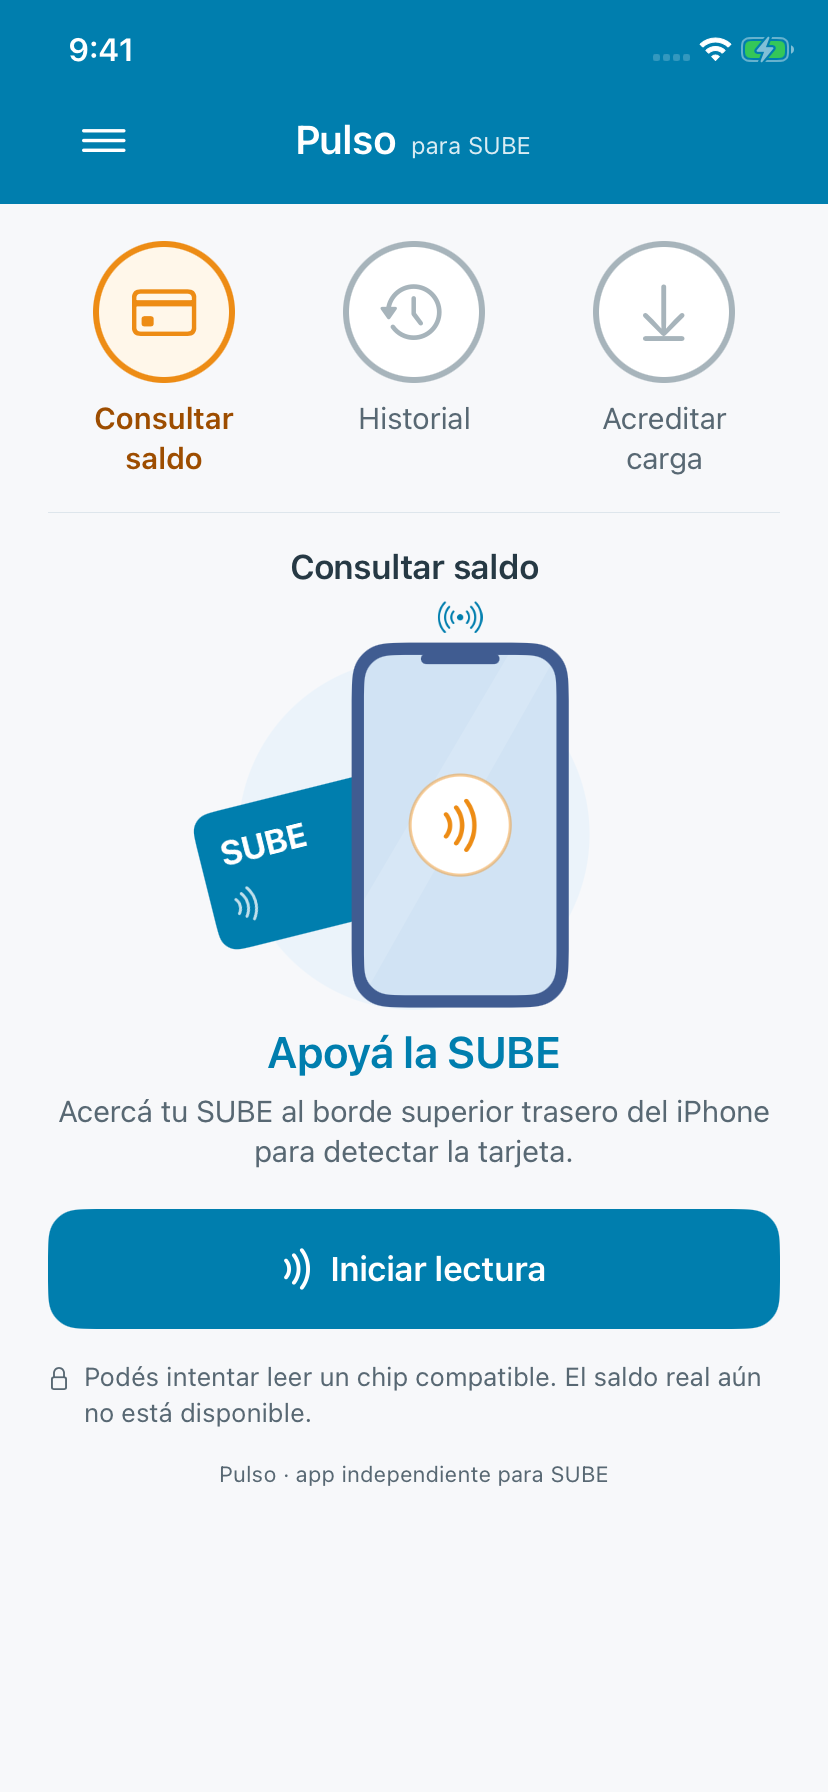 9:41
Pulso para SUBE
Consultar saldo
Historial
Acreditar carga
Consultar saldo
SUBE
Apoyá la SUBE
Acercá tu SUBE al borde superior trasero del iPhone
para detectar la tarjeta.
Iniciar lectura
Podés intentar leer un chip compatible. El saldo real aún
no está disponible.
Pulso · app independiente para SUBE